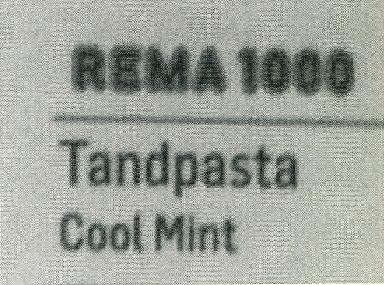 REMA 1000
Tandpasta
Cool Mint